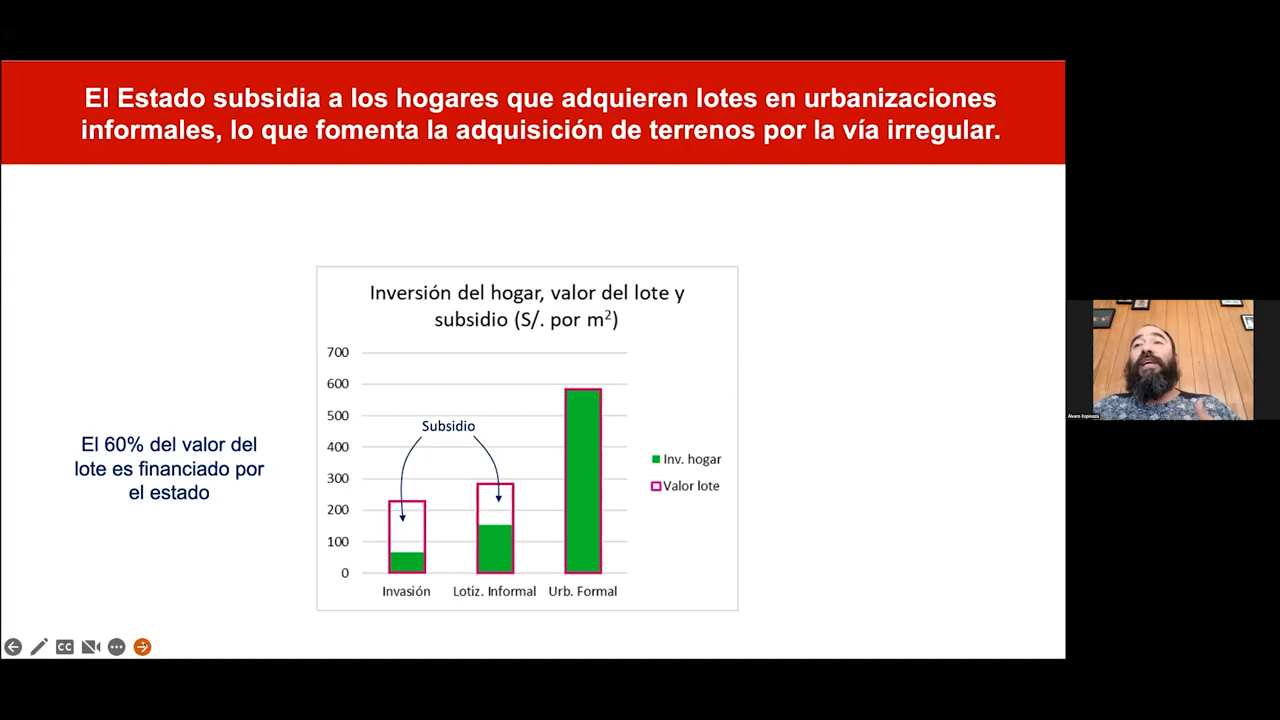 El Estado subsidia a los hogares que adquieren lotes en urbanizaciones
informales, lo que fomenta la adquisición de terrenos por la vía irregular.
El 60% del valor del
lote es financiado por
el estado
Inversión del hogar, valor del lote y
subsidio (S/. por m²)
700
600
500
400
300
200
100
0
Subsidio
Invasión
Lotiz. Informal
Urb. Formal
Inv. hogar
Valor lote
CC
Alvaro Espinoza